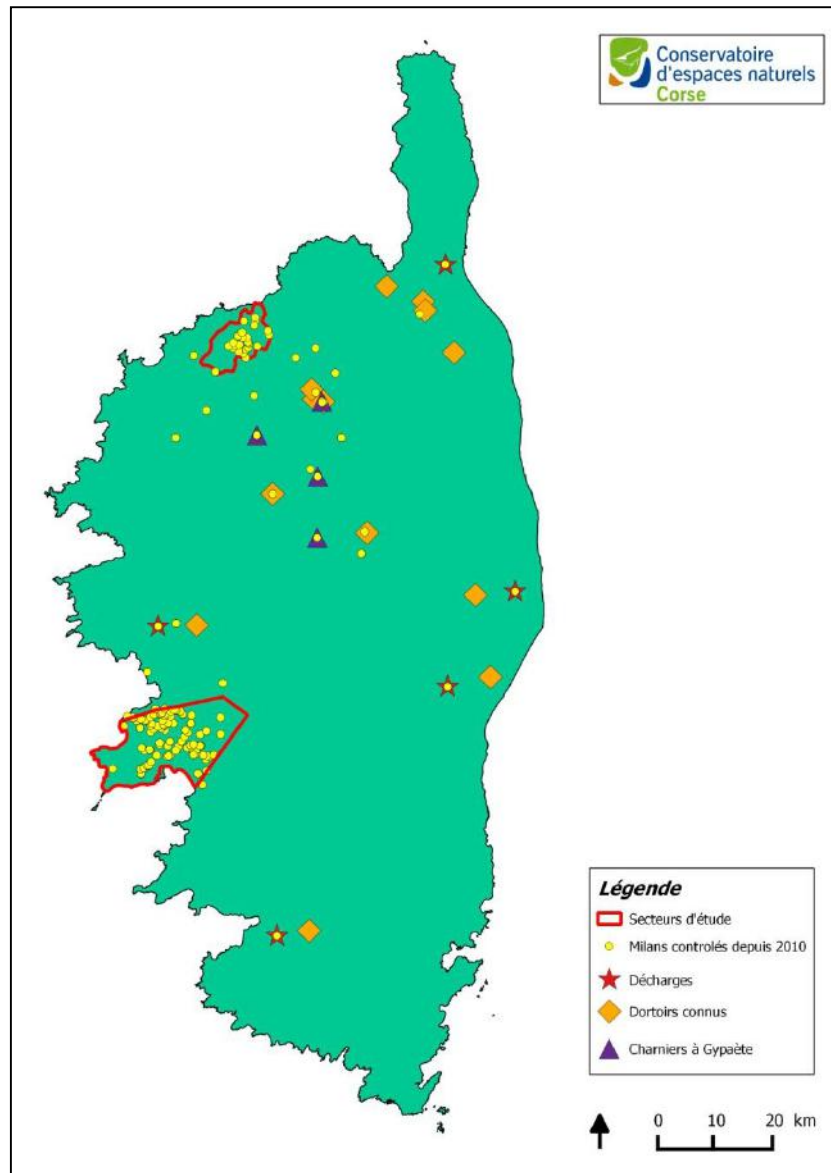 Conservatoire
d'espaces naturels
Corse
Légende
Secteurs d'étude
Milans controlés depuis 2010
Décharges
Dortoirs connus
Charniers à Gypaète
0 10 20 km